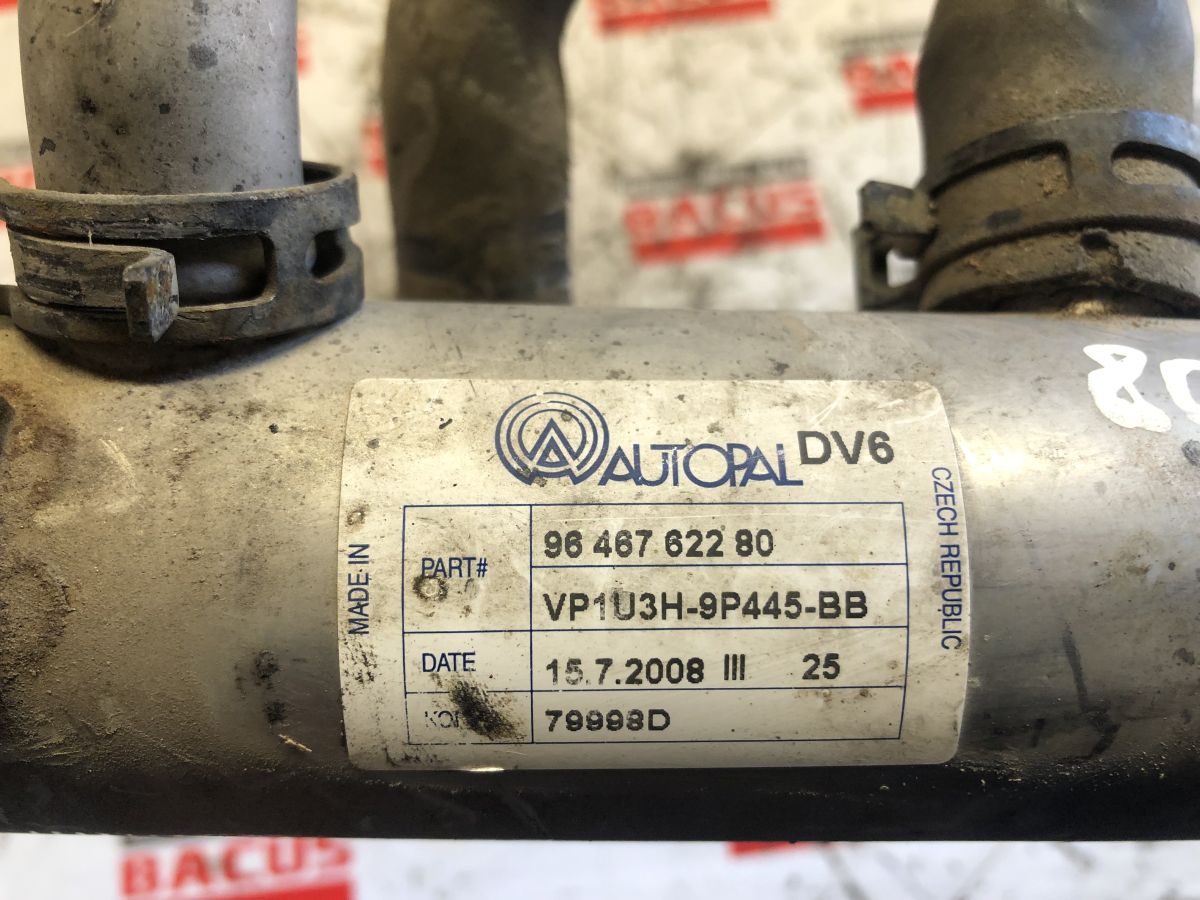 BACUS
80
AUTOPAL DV6
MADE IN
CZECH REPUBLIC
PART#
96 467 622 80
VP1U3H-9P445-BB
DATE
15.7.2008 III 25
79998D
BACUS